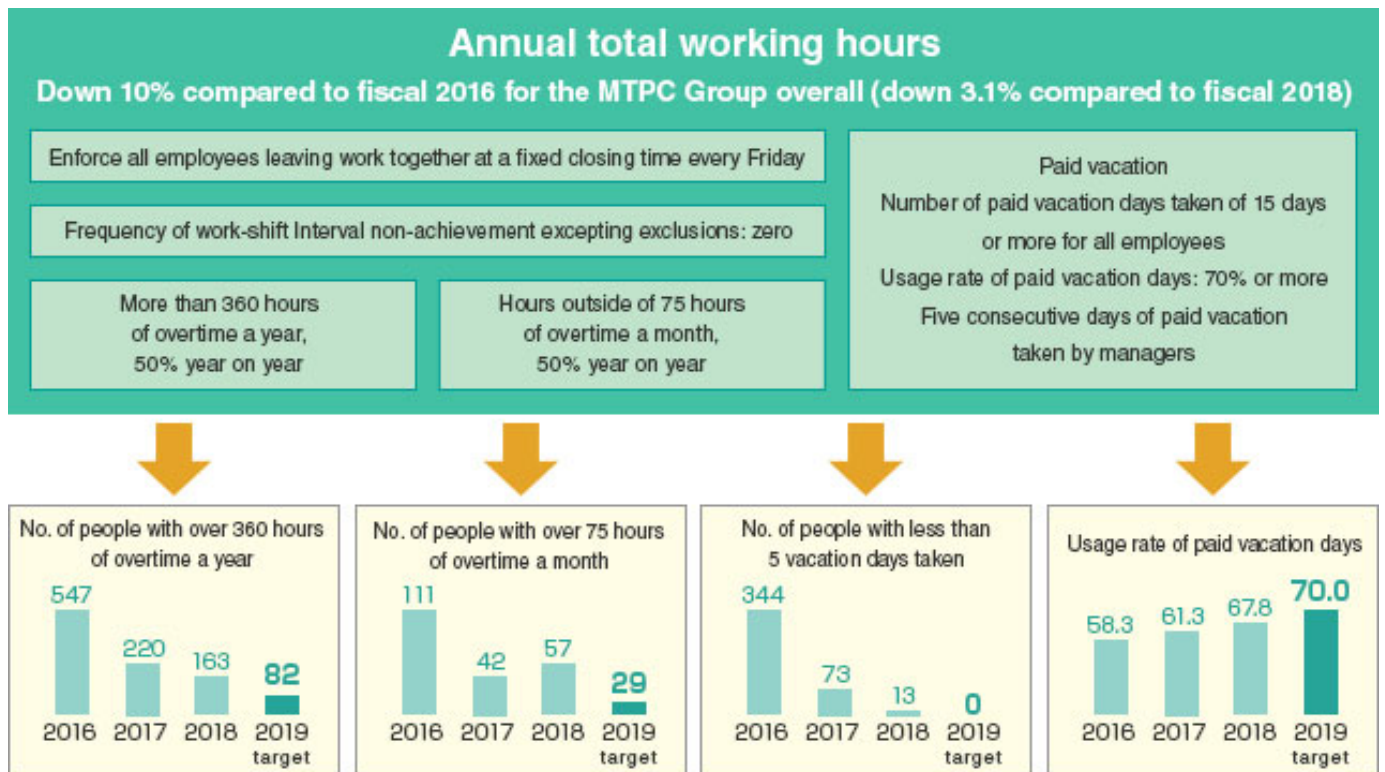 Annual total working hours
Down 10% compared to fiscal 2016 for the MTPC Group overall (down 3.1% compared to fiscal 2018)
Enforce all employees leaving work together at a fixed closing time every Friday
Frequency of work-shift Interval non-achievement excepting exclusions: zero
More than 360 hours
of overtime a year,
50% year on year
Hours outside of 75 hours
of overtime a month,
50% year on year
Paid vacation
Number of paid vacation days taken of 15 days
or more for all employees
Usage rate of paid vacation days: 70% or more
Five consecutive days of paid vacation
taken by managers
No. of people with over 360 hours
of overtime a year
547
220
163
82
2016 2017 2018 2019
target
No. of people with over 75 hours
of overtime a month
111
42
57
29
2016 2017 2018 2019
target
No. of people with less than
5 vacation days taken
344
73
13
0
2016 2017 2018 2019
target
Usage rate of paid vacation days
58.3
61.3
67.8
70.0
2016 2017 2018 2019
target